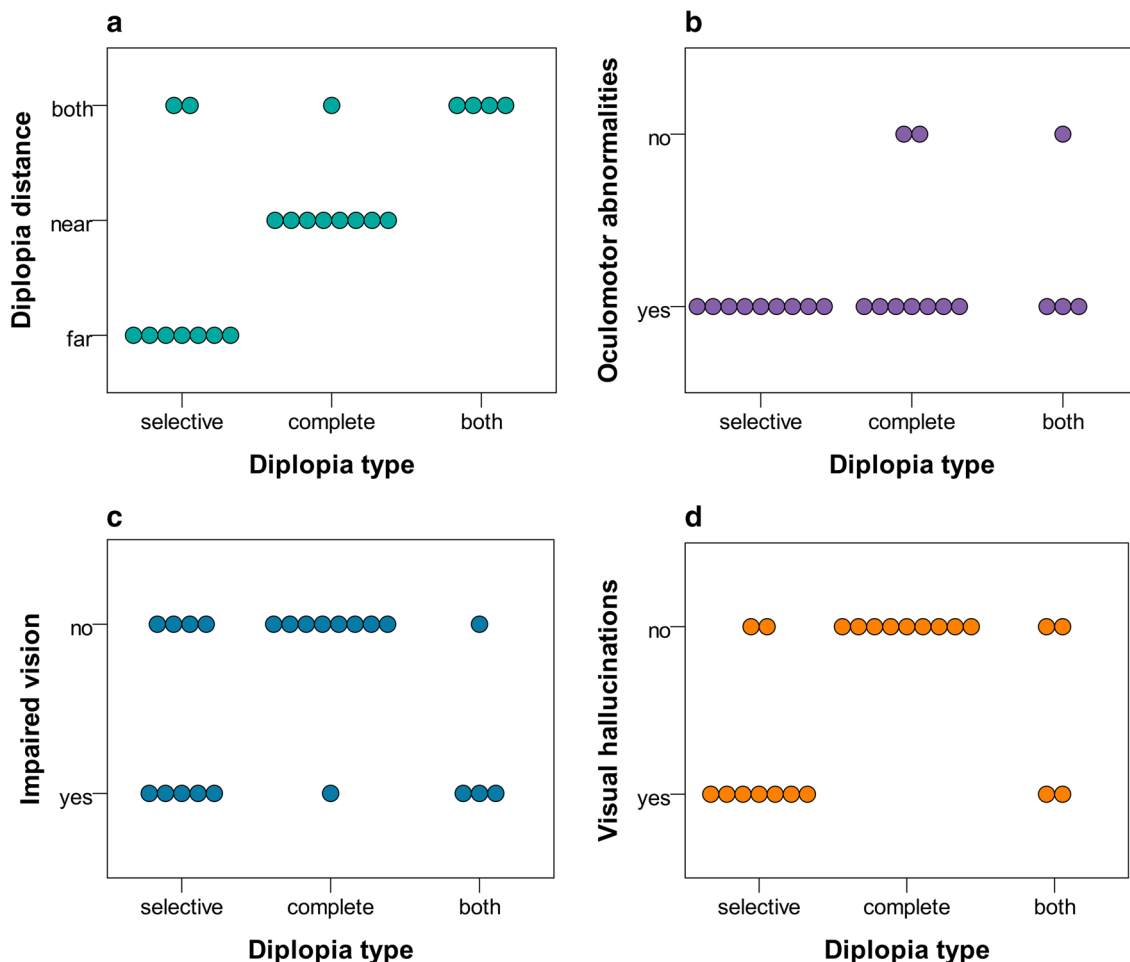 a
Diplopia distance
both
near
far
selective complete both
Diplopia type
b
Oculomotor abnormalities
no
yes
selective complete both
Diplopia type
c
Impaired vision
no
yes
selective complete both
Diplopia type
d
Visual hallucinations
no
yes
selective complete both
Diplopia type